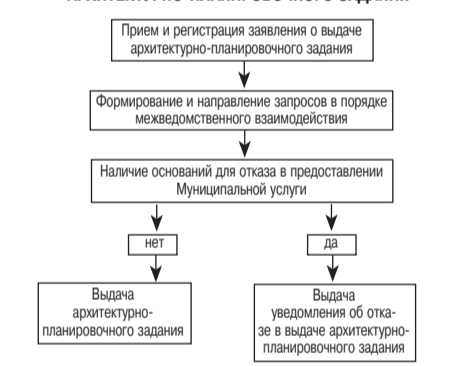 Прием и регистрация заявления о выдаче
архитектурно-планировочного задания
Формирование и направление запросов в порядке
межведомственного взаимодействия
Наличие оснований для отказа в предоставлении
Муниципальной услуги
нет
да
Выдача
архитектурно-
планировочного задания
Выдача
уведомления об отка-
зе в выдаче архитектурно-
планировочного задания